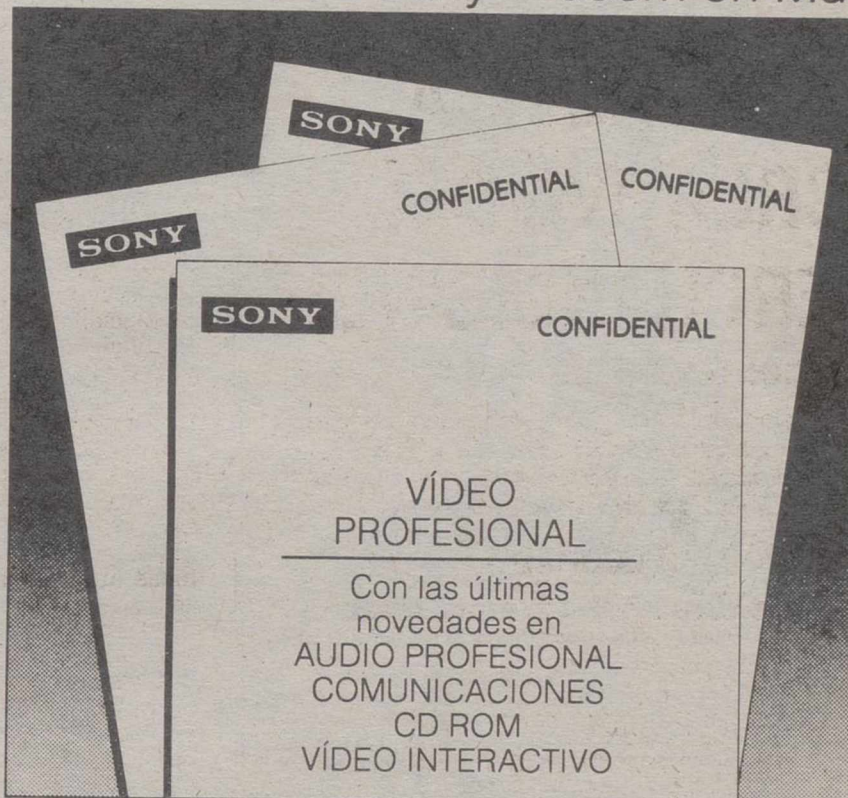 SONY
CONFIDENTIAL CONFIDENTIAL
SONY
SONY CONFIDENTIAL
VÍDEO
PROFESIONAL
Con las últimas
novedades en
AUDIO PROFESIONAL
COMUNICACIONES
CD ROM
VÍDEO INTERACTIVO